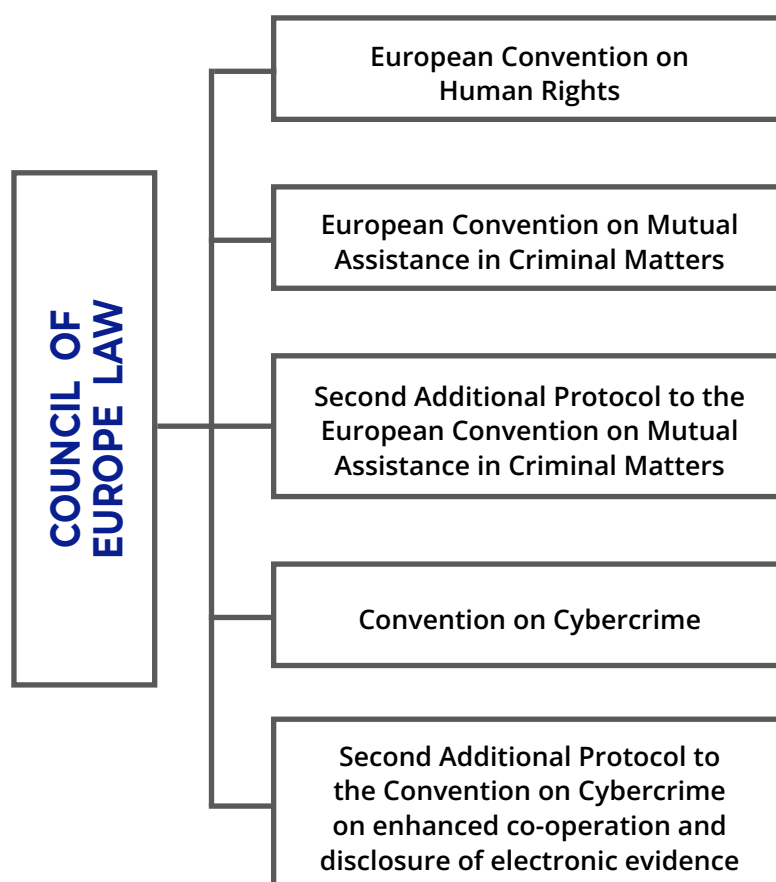 COUNCIL OF
EUROPE LAW
European Convention on
Human Rights
European Convention on Mutual
Assistance in Criminal Matters
Second Additional Protocol to the
European Convention on Mutual
Assistance in Criminal Matters
Convention on Cybercrime
Second Additional Protocol to
the Convention on Cybercrime
on enhanced co-operation and
disclosure of electronic evidence